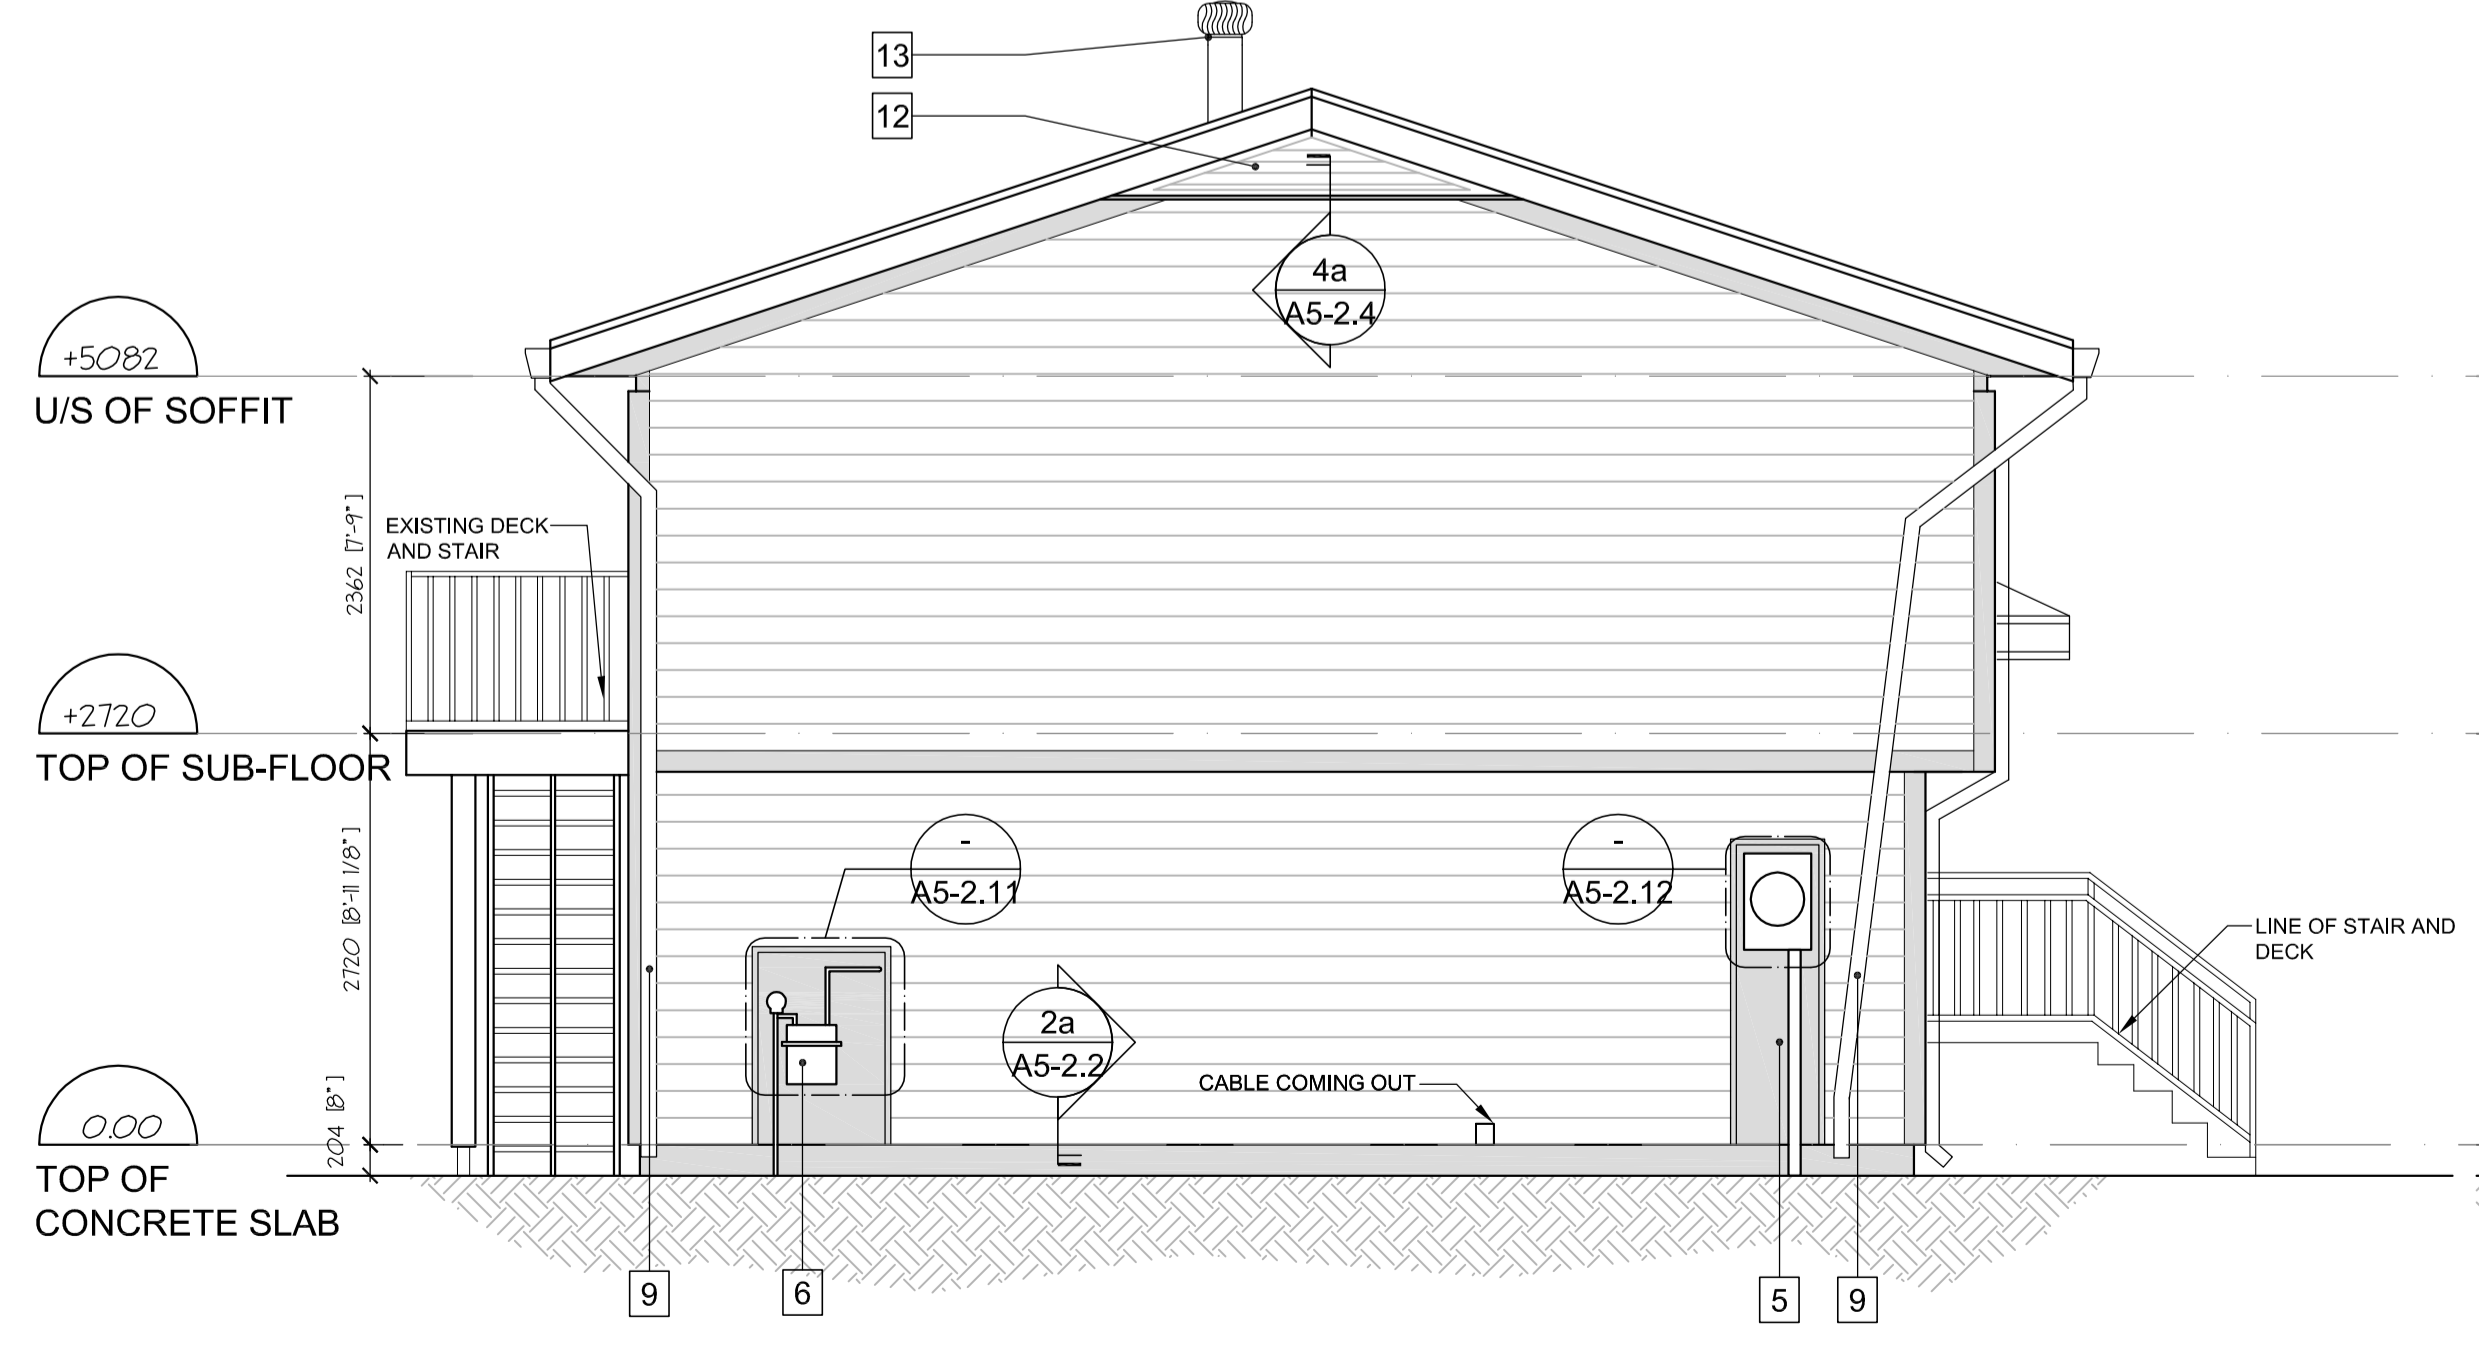 13
12
4a
A5-2.4
+5082
U/S OF SOFFIT
2362 [7'-9"]
EXISTING DECK
AND STAIR
+2720
TOP OF SUB-FLOOR
2720 [8'-11 1/8"]
-
A5-2.11
-
A5-2.12
LINE OF STAIR AND
DECK
2a
A5-2.2
CABLE COMING OUT
204 [8"]
0.00
TOP OF
CONCRETE SLAB
9
6
5
9